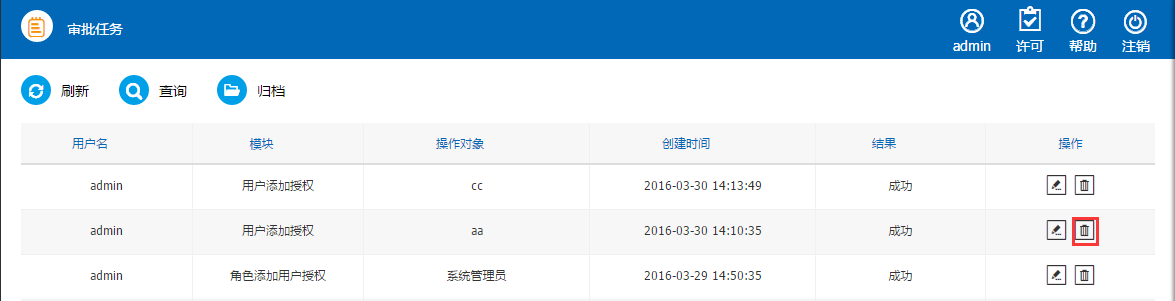 审批任务
admin 许可 帮助 注销
刷新 查询 归档
用户名 模块 操作对象 创建时间 结果 操作
admin 用户添加授权 cc 2016-03-30 14:13:49 成功
admin 用户添加授权 aa 2016-03-30 14:10:35 成功
admin 角色添加用户授权 系统管理员 2016-03-29 14:50:35 成功